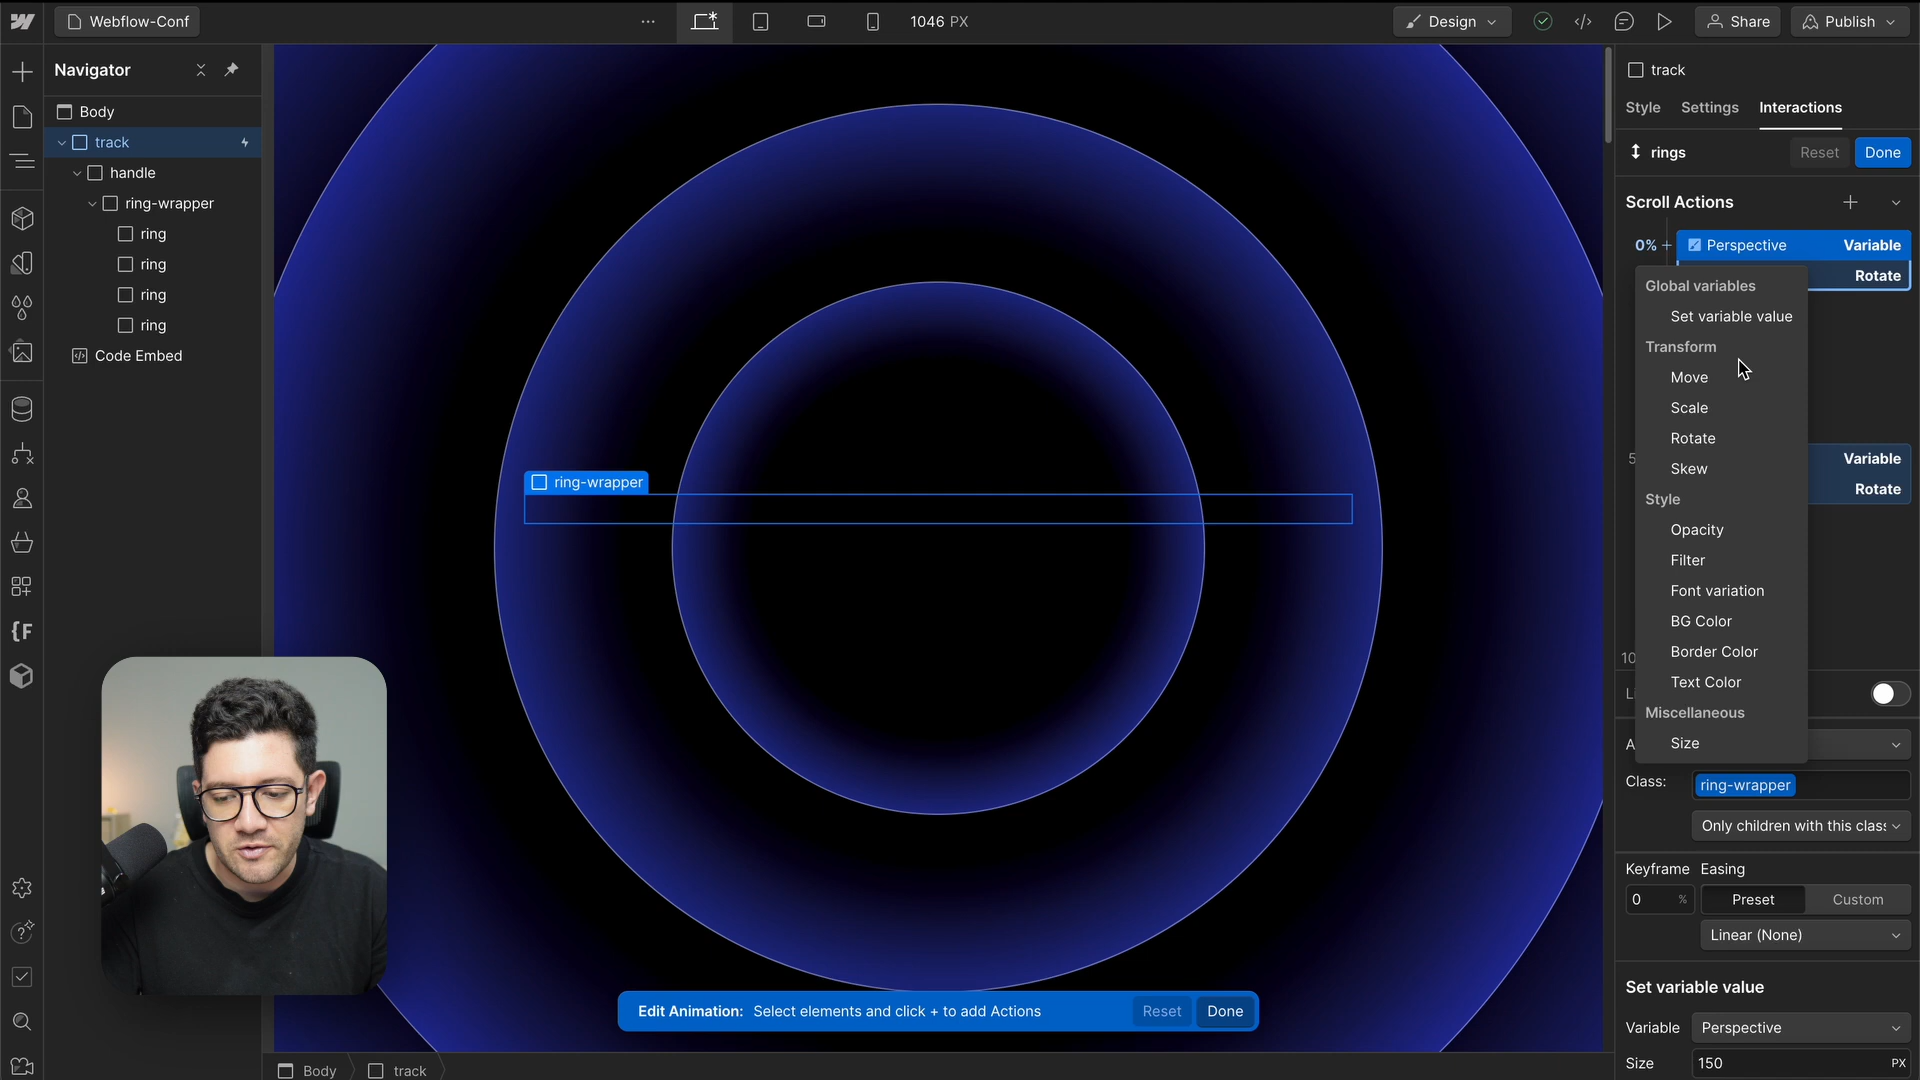 Webflow-Conf
1046 PX
Design
Share
Publish
Navigator
Body
track
handle
ring-wrapper
ring
ring
ring
ring
Code Embed
ring-wrapper
Edit Animation: Select elements and click + to add Actions
Reset
Done
Body
track
track
Style
Settings
Interactions
rings
Reset
Done
Scroll Actions
0%
Perspective
Variable
Rotate
Global variables
Set variable value
Transform
Move
Scale
Rotate
Skew
Style
Opacity
Filter
Font variation
BG Color
Border Color
Text Color
Miscellaneous
Size
Variable
Rotate
Class:
ring-wrapper
Only children with this clas
Keyframe
Easing
0 %
Preset
Custom
Linear (None)
Set variable value
Variable
Perspective
Size
150
PX